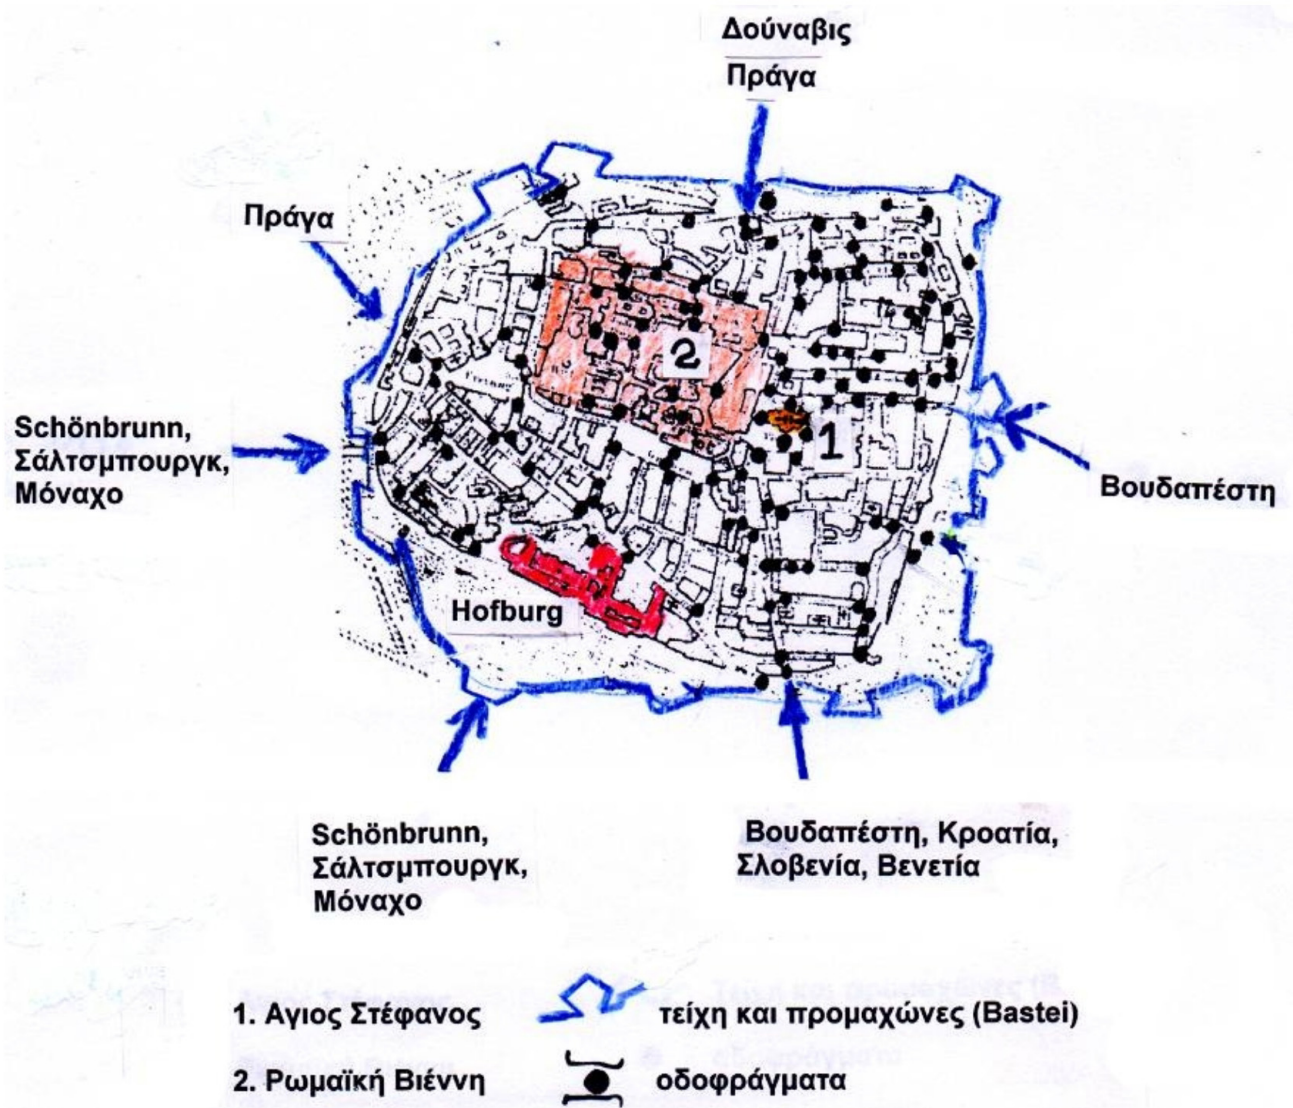 Δούναβις
Πράγα
Πράγα
Schönbrunn,
Σάλτσμπουργκ,
Μόναχο
2
1
Βουδαπέστη
Hofburg
Schönbrunn,
Σάλτσμπουργκ,
Μόναχο
Βουδαπέστη, Κροατία,
Σλοβενία, Βενετία
1. Αγιος Στέφανος
τείχη και προμαχώνες (Bastei)
2. Ρωμαϊκή Βιέννη
οδοφράγματα